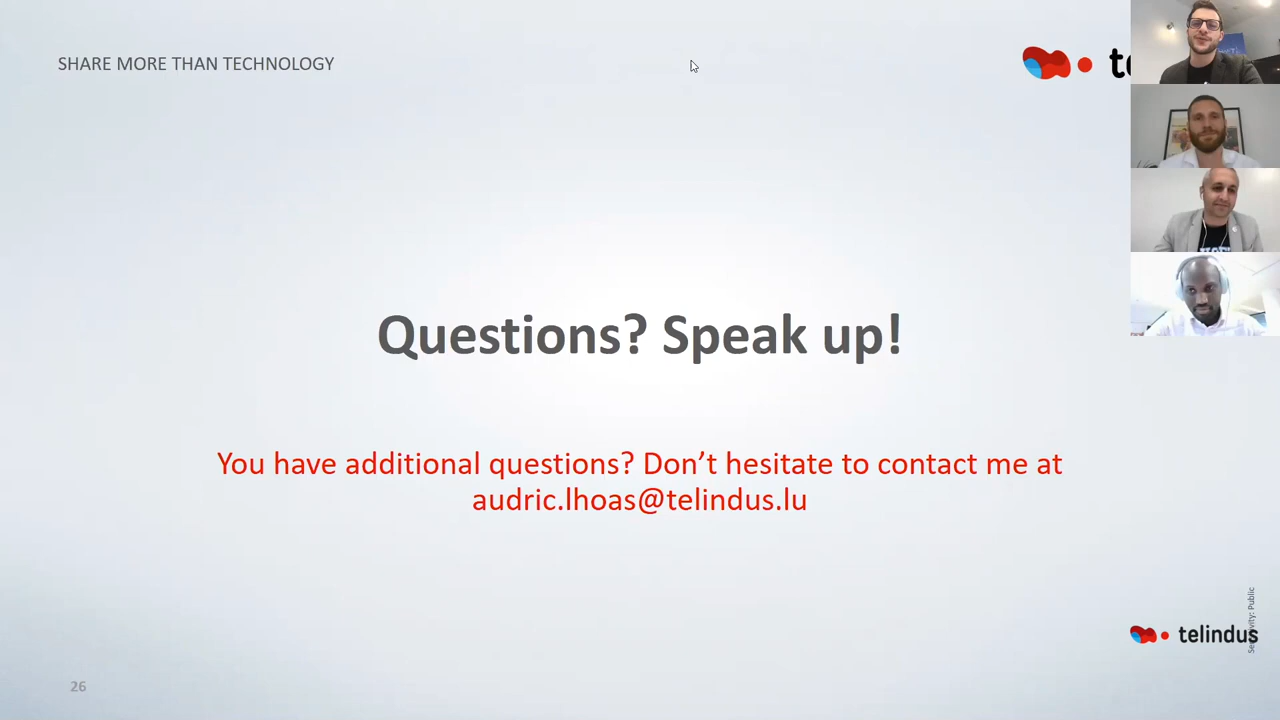 SHARE MORE THAN TECHNOLOGY
Questions? Speak up!
You have additional questions? Don’t hesitate to contact me at
audric.lhoas@telindus.lu
telindus
26